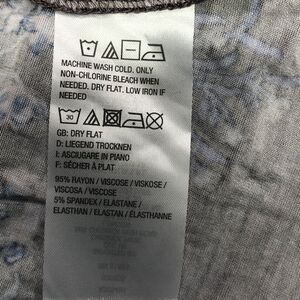 MACHINE WASH COLD. ONLY
NON-CHLORINE BLEACH WHEN
NEEDED. DRY FLAT. LOW IRON IF
NEEDED
30
GB: DRY FLAT
D: LIEGEND TROCKNEN
I: ASCIUGARE IN PIANO
F: SÉCHER À PLAT
95% RAYON / VISCOSE / VISKOSE /
VISCOSA / VISCOSE
5% SPANDEX / ELASTANE /
ELASTHAN / ELASTAN / ÉLASTHANNE